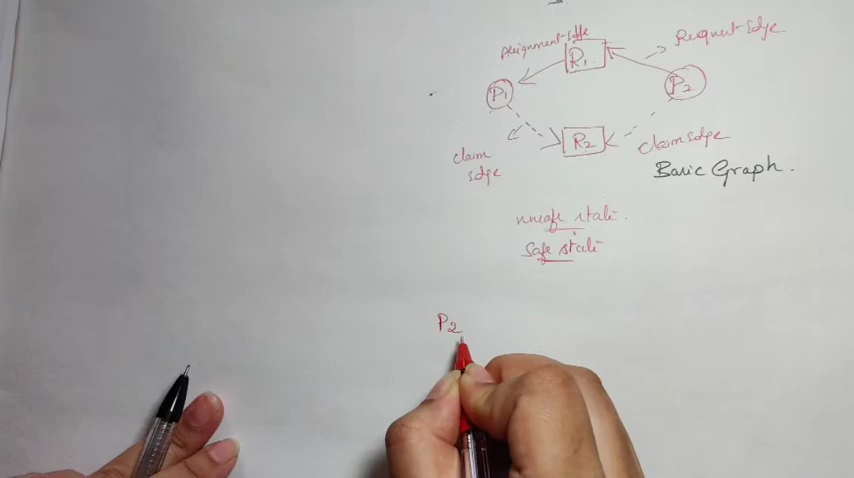 Assignment-edge
R1
Request-Edge
P1
P2
R2
claim
edge
claim edge
Basic Graph.
unsafe state.
safe state
P2